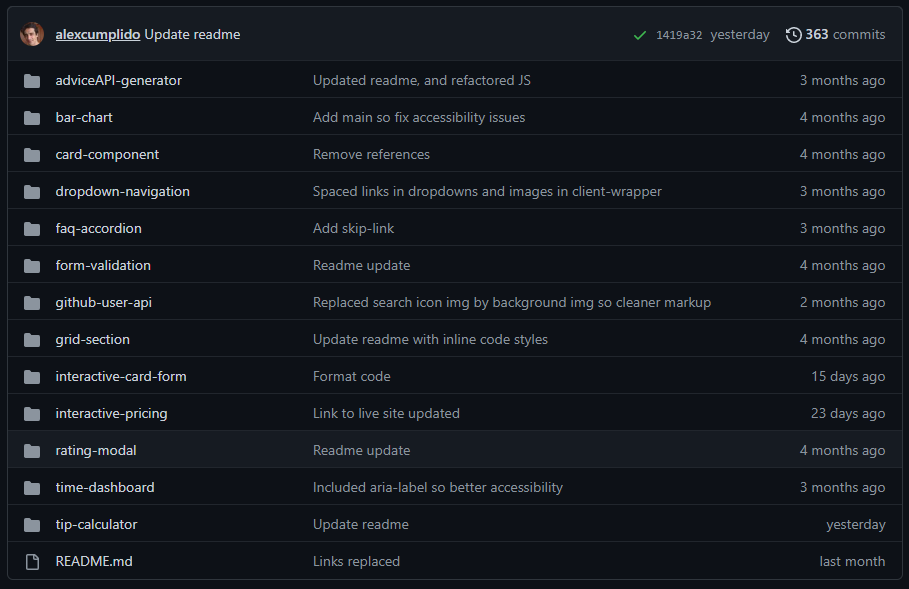 alexcumplido Update readme 1419a32 yesterday 363 commits
adviceAPI-generator Updated readme, and refactored JS 3 months ago
bar-chart Add main so fix accessibility issues 4 months ago
card-component Remove references 4 months ago
dropdown-navigation Spaced links in dropdowns and images in client-wrapper 3 months ago
faq-accordion Add skip-link 3 months ago
form-validation Readme update 4 months ago
github-user-api Replaced search icon img by background img so cleaner markup 2 months ago
grid-section Update readme with inline code styles 4 months ago
interactive-card-form Format code 15 days ago
interactive-pricing Link to live site updated 23 days ago
rating-modal Readme update 4 months ago
time-dashboard Included aria-label so better accessibility 3 months ago
tip-calculator Update readme yesterday
README.md Links replaced last month